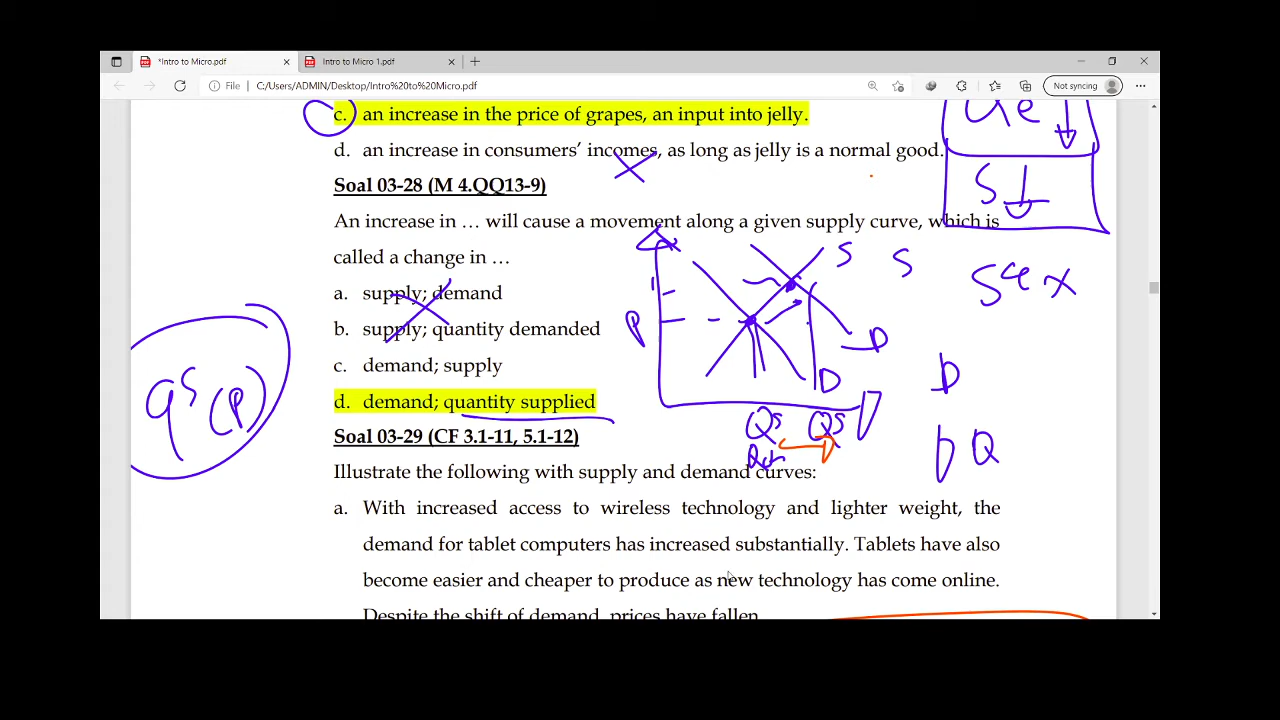 *Intro to Micro.pdf
Intro to Micro 1.pdf
File
C:/Users/ADMIN/Desktop/Intro%20to%20Micro.pdf
Not syncing
c. an increase in the price of grapes, an input into jelly.
Qe
d. an increase in consumers' incomes, as long as jelly is a normal good.
S
Soal 03-28 (M 4.QQ13-9)
An increase in … will cause a movement along a given supply curve, which is
called a change in …
S
S
a. supply; demand
b. supply; quantity demanded
P
D
c. demand; supply
D
D
qs (P)
d. demand; quantity supplied
Qs
Qs
Soal 03-29 (CF 3.1-11, 5.1-12)
Q
Illustrate the following with supply and demand curves:
a. With increased access to wireless technology and lighter weight, the
demand for tablet computers has increased substantially. Tablets have also
become easier and cheaper to produce as new technology has come online.
Despite the shift of demand, prices have fallen.